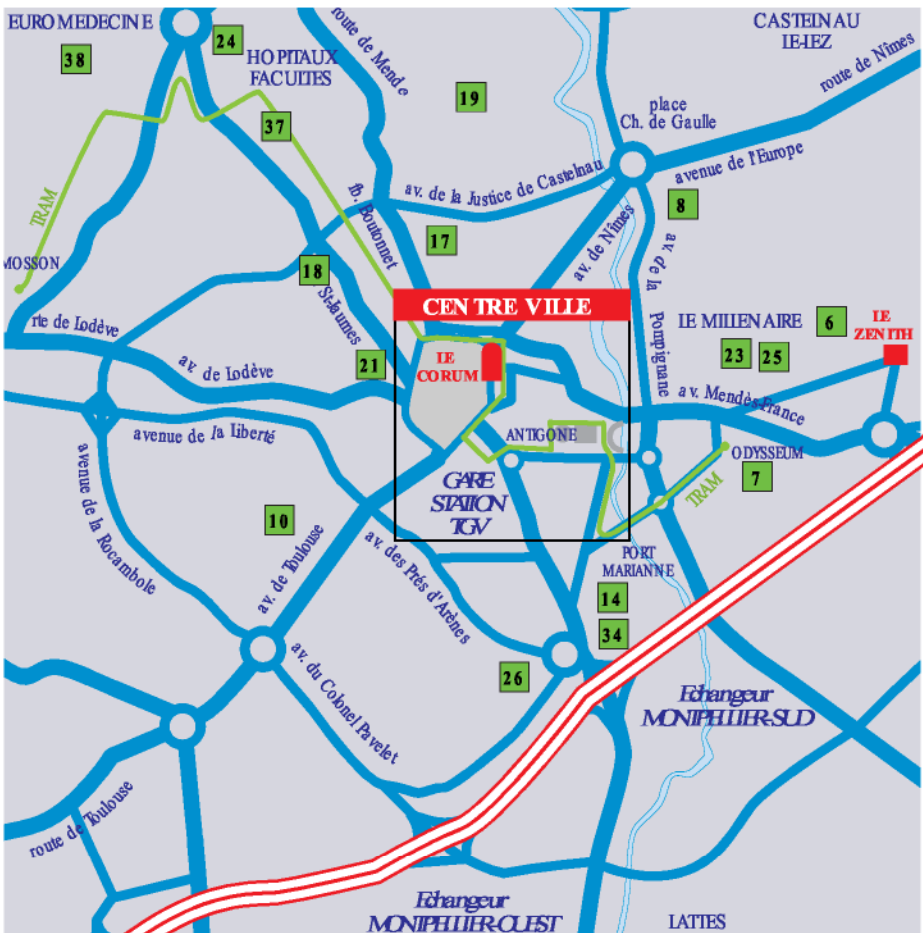 EUROMEDECINE
24
38
HOPITAUX
FACULTES
37
route de Mende
19
CASTELNAU
LE-LEZ
route de Nîmes
place
Ch. de Gaulle
avenue de l'Europe
av. de la Justice de Castelnau
8
TRAM
MOSSON
fb. Boutonnet
17
av. de Nîmes
av. de la
Pompignane
18
St-Jaumes
CENTRE VILLE
LE MILLENAIRE
6
LE
ZENITH
23
25
rte de Lodève
av. de Lodève
21
LE
CORUM
av. Mendès-France
avenue de la liberté
ANTIGONE
ODYSSEUM
7
TRAM
GARE
STATION
TGV
avenue de la Rocambole
10
av. de Toulouse
av. des Prés d'Arènes
PORT
MARIANNE
14
34
26
av. du Colonel Pavelet
Echangeur
MONTPELLIER-SUD
route de Toulouse
Echangeur
MONTPELLIER-OUEST
LATTES